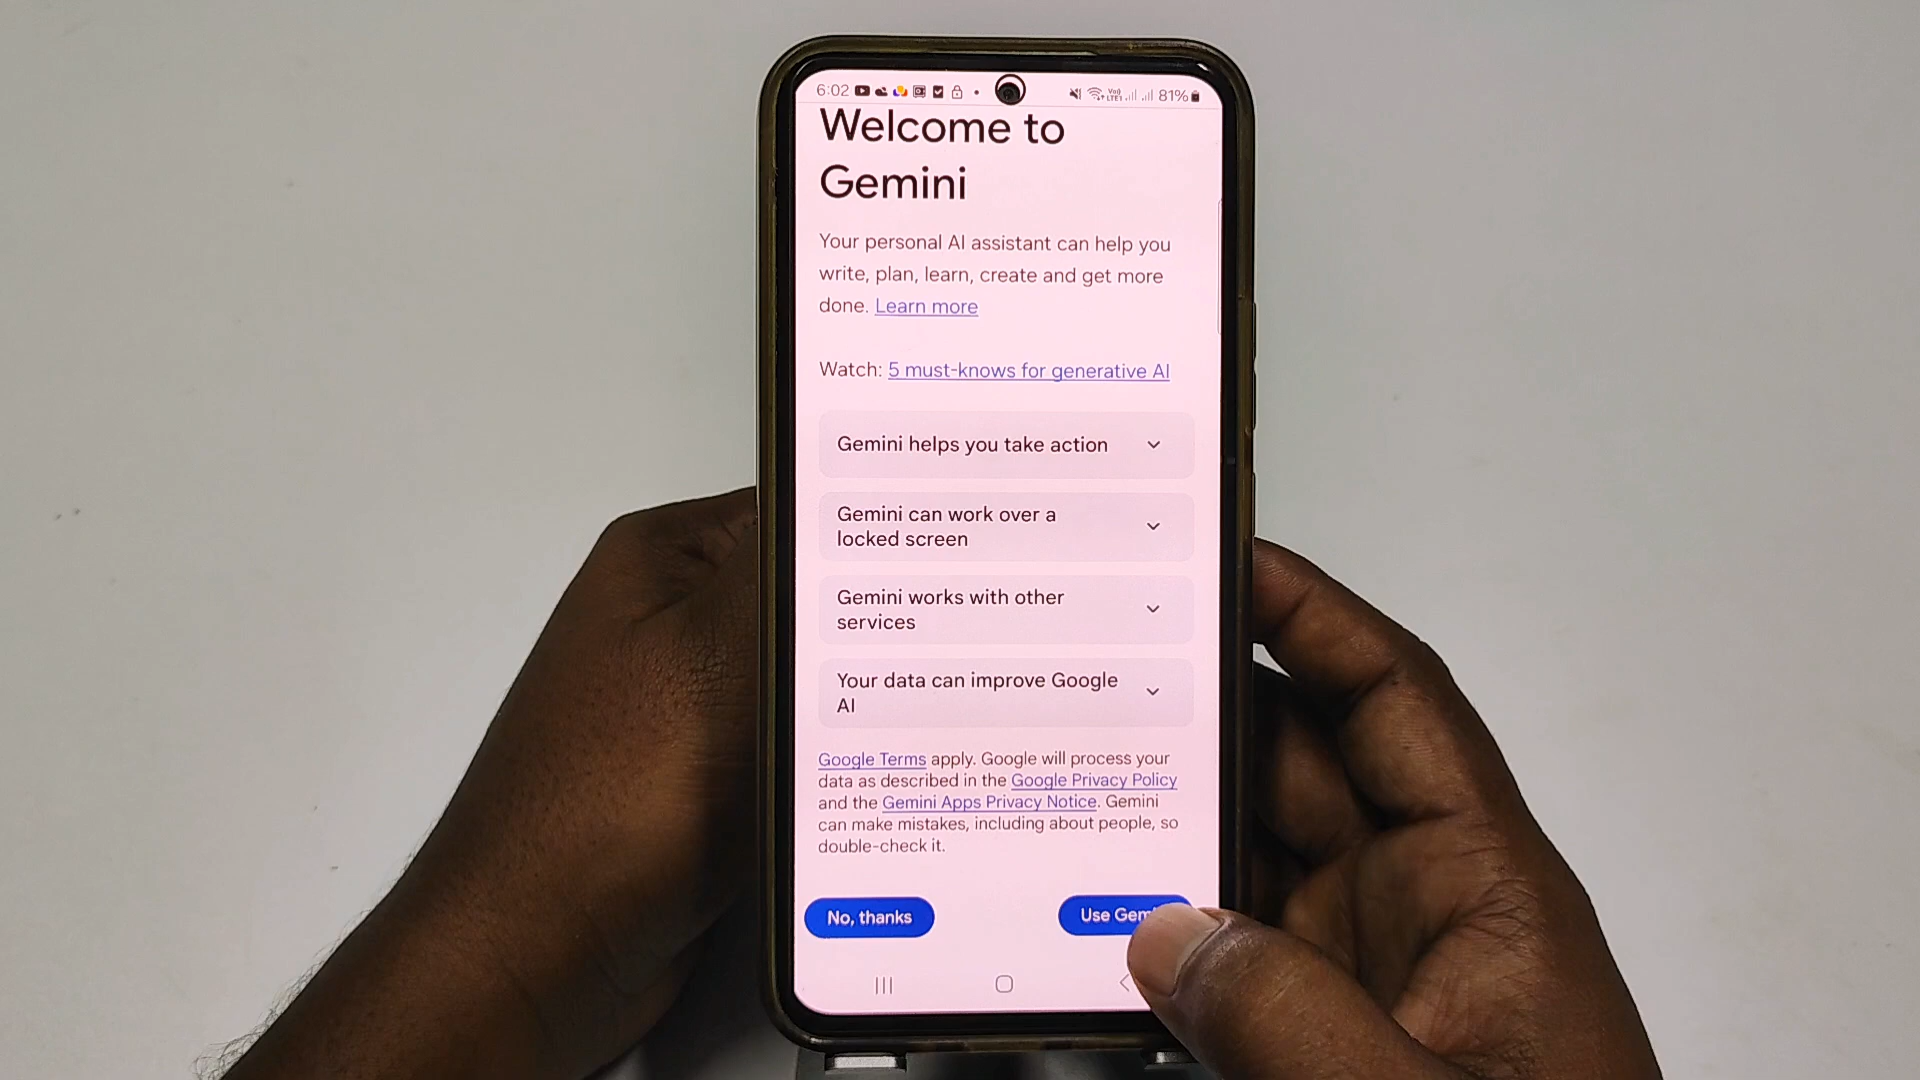 6:02 81%
Welcome to
Gemini
Your personal AI assistant can help you
write, plan, learn, create and get more
done. Learn more
Watch: 5 must-knows for generative AI
Gemini helps you take action
Gemini can work over a
locked screen
Gemini works with other
services
Your data can improve Google
AI
Google Terms apply. Google will process your
data as described in the Google Privacy Policy
and the Gemini Apps Privacy Notice. Gemini
can make mistakes, including about people, so
double-check it.
No, thanks
Use Gem